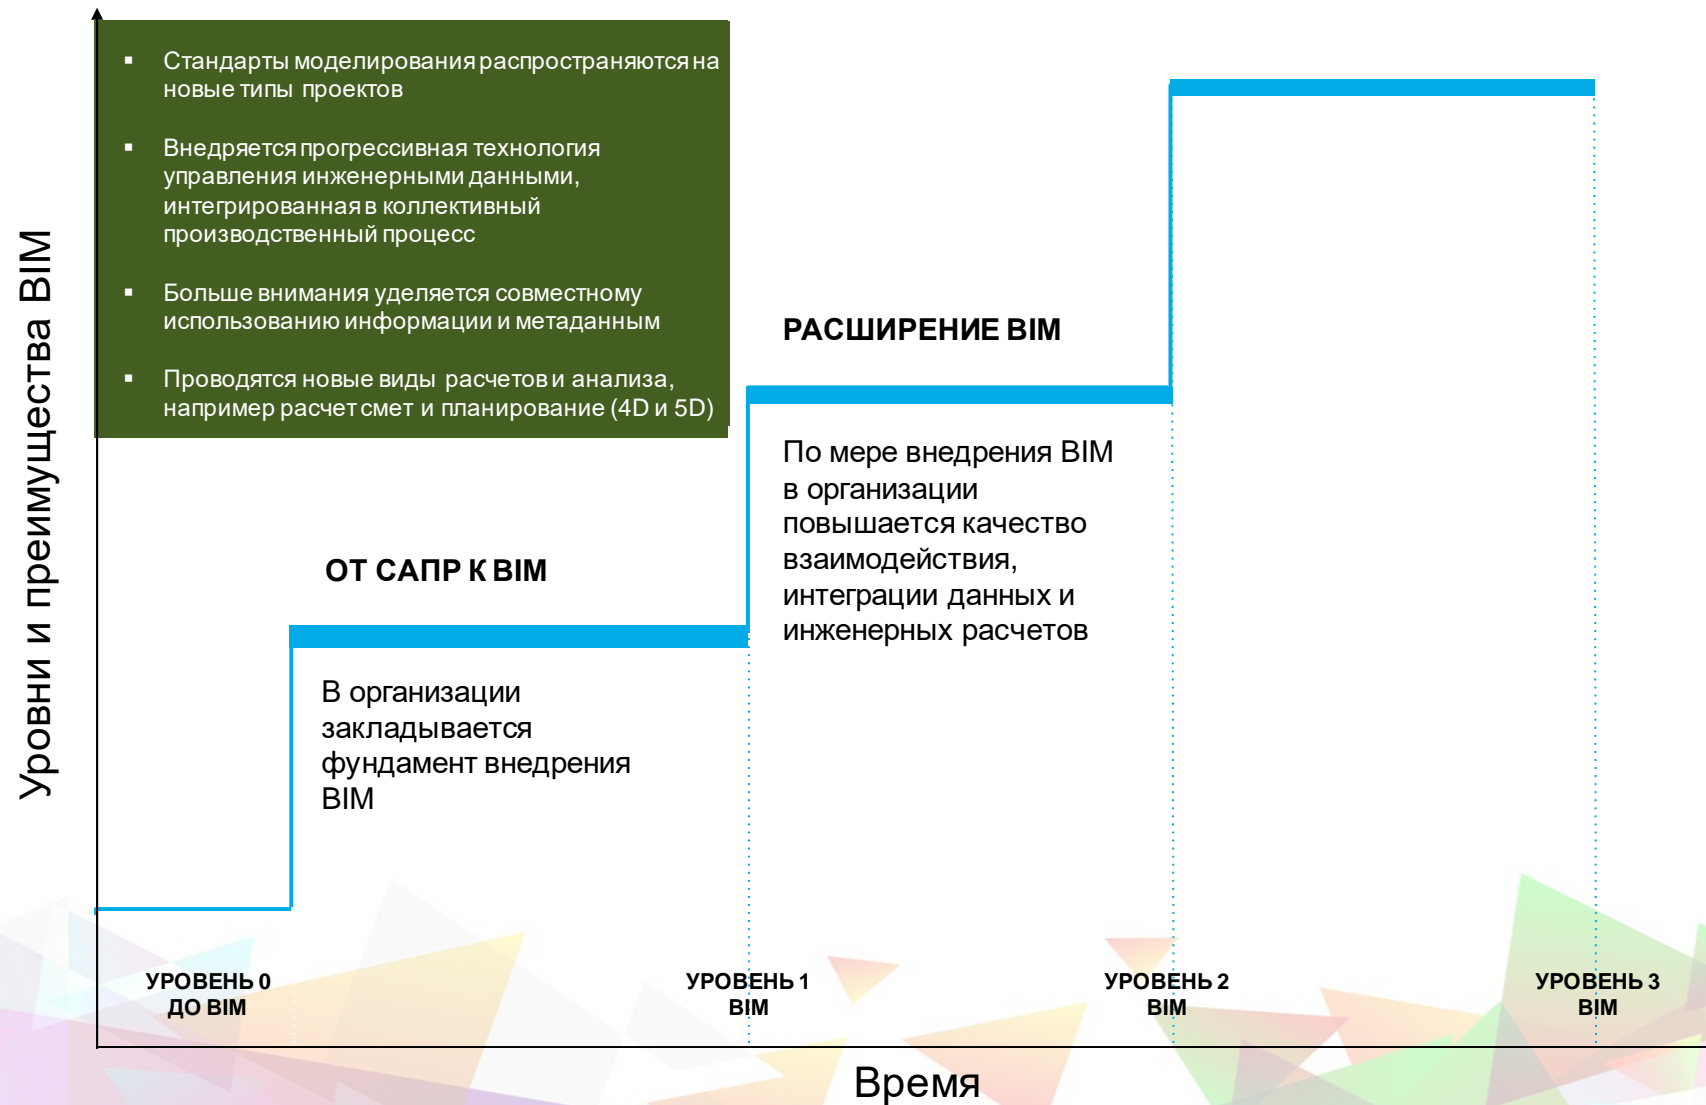 Стандарты моделирования распространяются на
новые типы проектов
Внедряется прогрессивная технология
управления инженерными данными,
интегрированная в коллективный
производственный процесс
Больше внимания уделяется совместному
использованию информации и метаданным
Проводятся новые виды расчетов и анализа,
например расчет смет и планирование (4D и 5D)
Уровни и преимущества BIM
РАСШИРЕНИЕ BIM
По мере внедрения BIM
в организации
повышается качество
взаимодействия,
интеграции данных и
инженерных расчетов
ОТ САПР К BIM
В организации
закладывается
фундамент внедрения
BIM
УРОВЕНЬ 0
ДО BIM
УРОВЕНЬ 1
BIM
УРОВЕНЬ 2
BIM
УРОВЕНЬ 3
BIM
Время